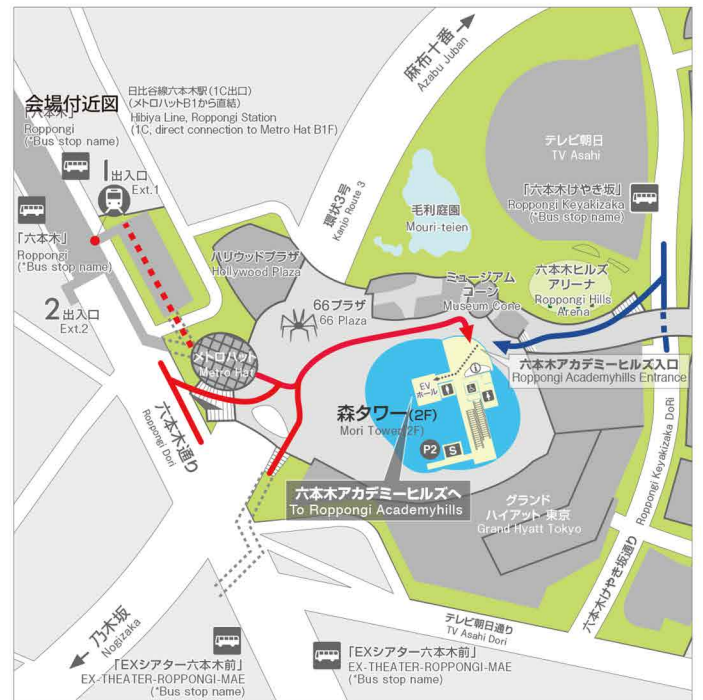 会場付近図
日比谷線六本木駅（1C出口）
（メトロハットB1から直結）
Hibiya Line, Roppongi Station
(1C, direct connection to Metro Hat B1F)
「六本木」
Roppongi
(*Bus stop name)
1出入口
Ext.1
「六本木」
Roppongi
(*Bus stop name)
2出入口
Ext.2
麻布十番
Azabu Juban
環状3号
Kanjo Route 3
テレビ朝日
TV Asahi
「六本木けやき坂」
Roppongi Keyakizaka
(*Bus stop name)
毛利庭園
Mouri-teien
ハリウッドプラザ
Hollywood Plaza
66プラザ
66 Plaza
ミュージアム
コーン
Museum Cone
六本木ヒルズ
アリーナ
Roppongi Hills
Arena
メトロハット
Metro Hat
六本木アカデミーヒルズ入口
Roppongi Academyhills Entrance
EV
ホール
森タワー(2F)
Mori Tower(2F)
P2
S
六本木通り
Roppongi Dori
六本木アカデミーヒルズへ
To Roppongi Academyhills
グランド
ハイアット 東京
Grand Hyatt Tokyo
Roppongi Keyakizaka DoRi
六本木けやき坂通り
テレビ朝日通り
TV Asahi Dori
乃木坂
Nogizaka
「EXシアター六本木前」
EX-THEATER-ROPPONGI-MAE
(*Bus stop name)
「EXシアター六本木前」
EX-THEATER-ROPPONGI-MAE
(*Bus stop name)